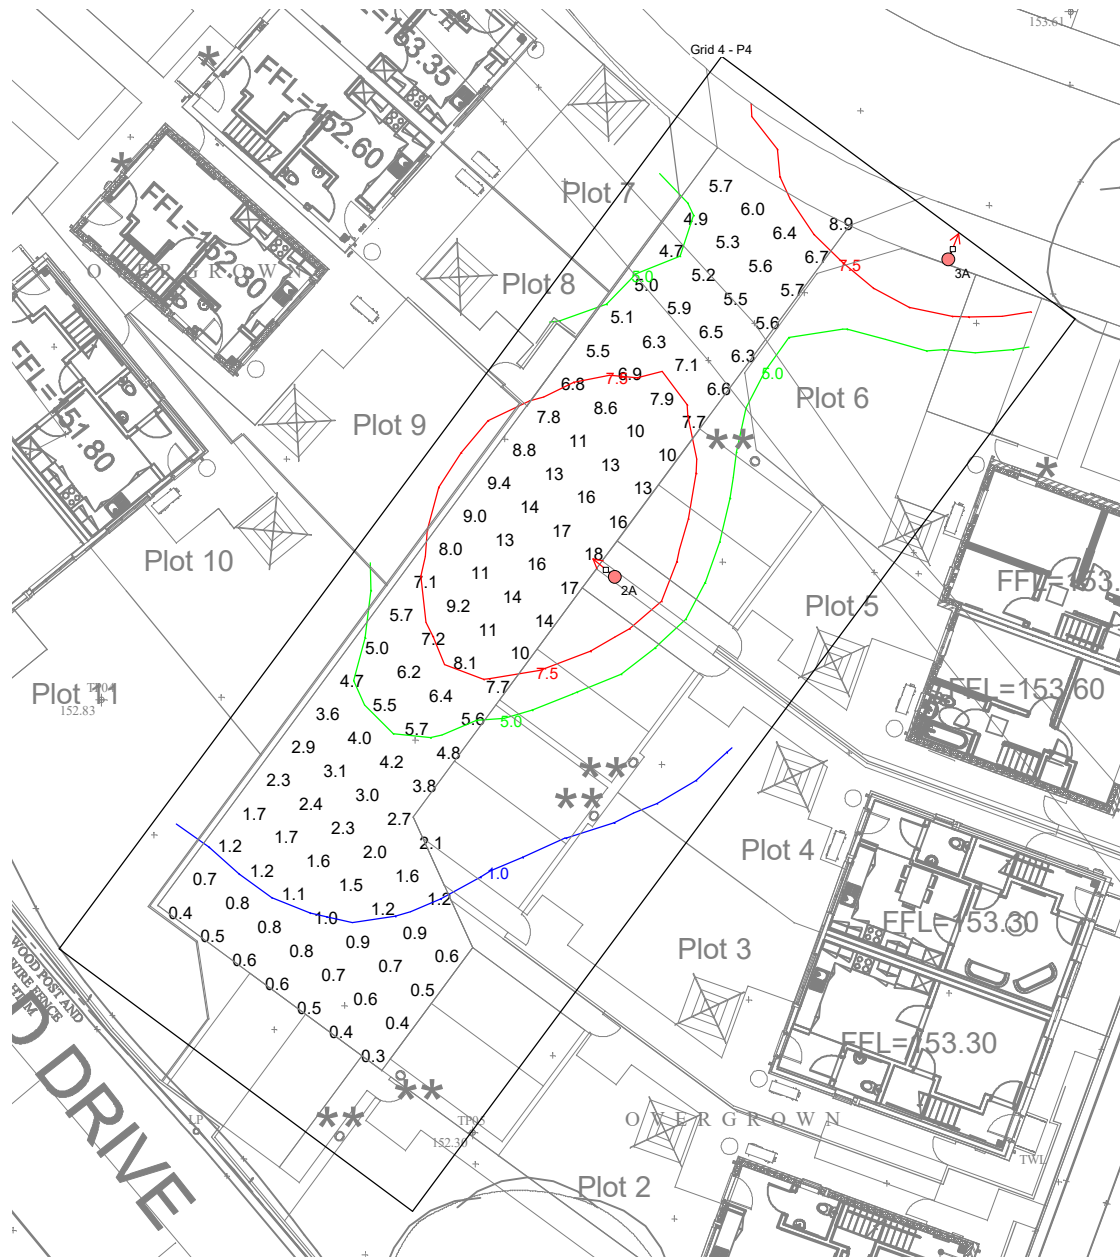 153.61
Grid 4 - P4
FFL=153.35
FFL=152.60
FFL=152.80
OVERGROWN
FFL=151.80
Plot 7
Plot 8
Plot 9
Plot 10
Plot 11
TP04
152.83
Plot 6
Plot 5
Plot 4
Plot 3
Plot 2
3A
2A
5.7
4.9 6.0 8.9
4.7 5.3 6.4
5.0 5.2 5.6 6.7
5.1 5.9 5.5 5.7
5.5 6.3 6.5 5.6
6.8 6.9 7.1 6.3
7.8 8.6 7.9 6.6
8.8 11 10 7.7
9.4 13 13 10
9.0 14 16 13
8.0 13 17 16
7.1 11 16 18
5.7 9.2 14 17
5.0 7.2 11 14
4.7 6.2 8.1 10
3.6 5.5 6.4 7.7
2.9 4.0 5.7 5.6
2.3 3.1 4.2 4.8
1.7 2.4 3.0 3.8
1.2 1.7 2.3 2.7
0.7 1.2 1.6 2.0 2.1
0.4 0.8 1.1 1.5 1.6
0.5 0.8 1.0 1.2 1.2
0.6 0.8 0.9 0.9
0.6 0.7 0.7 0.6
0.5 0.6 0.5
0.4 0.4
0.3
5.0
7.5
7.5
5.0
7.5
5.0
1.0
FFL=153.
FFL=153.60
FFL=153.30
FFL=153.30
WOOD POST AND
WIRE FENCE
D DRIVE
LP
TP05
152.30
OVERGROWN
TWL